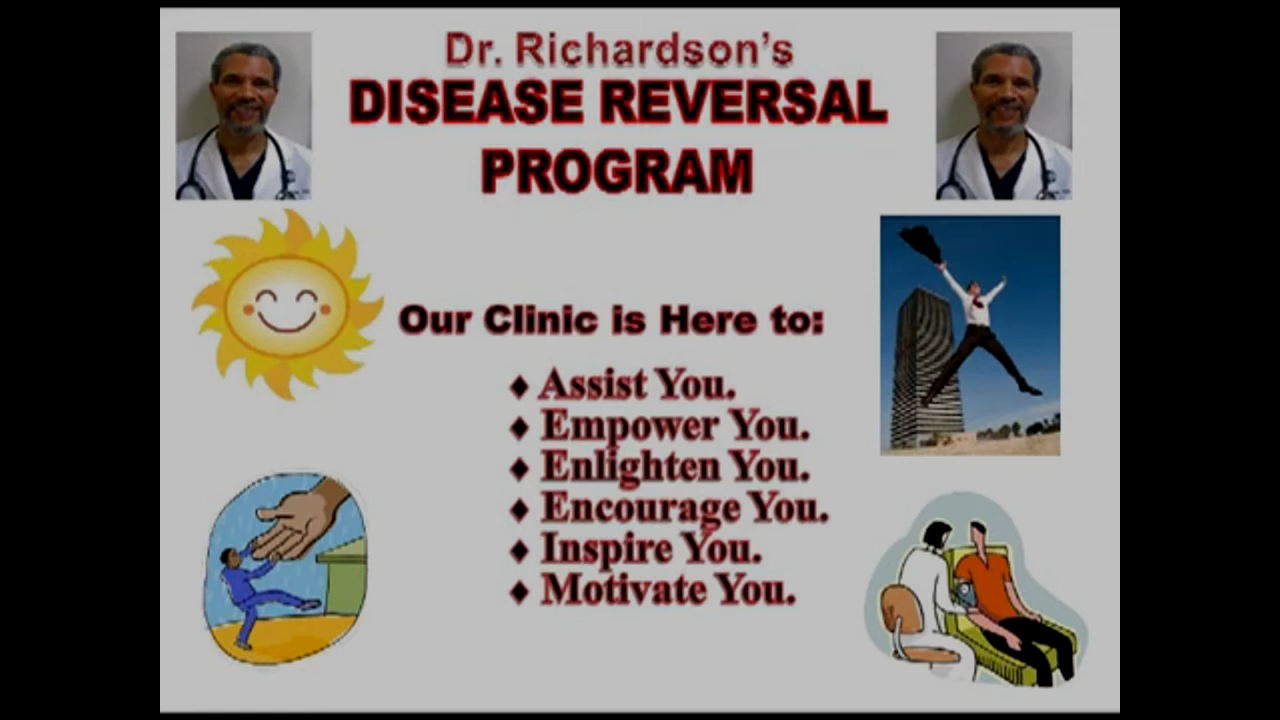 Dr. Richardson's
DISEASE REVERSAL
PROGRAM
Our Clinic is Here to:
♦ Assist You.
♦ Empower You.
♦ Enlighten You.
♦ Encourage You.
♦ Inspire You.
♦ Motivate You.